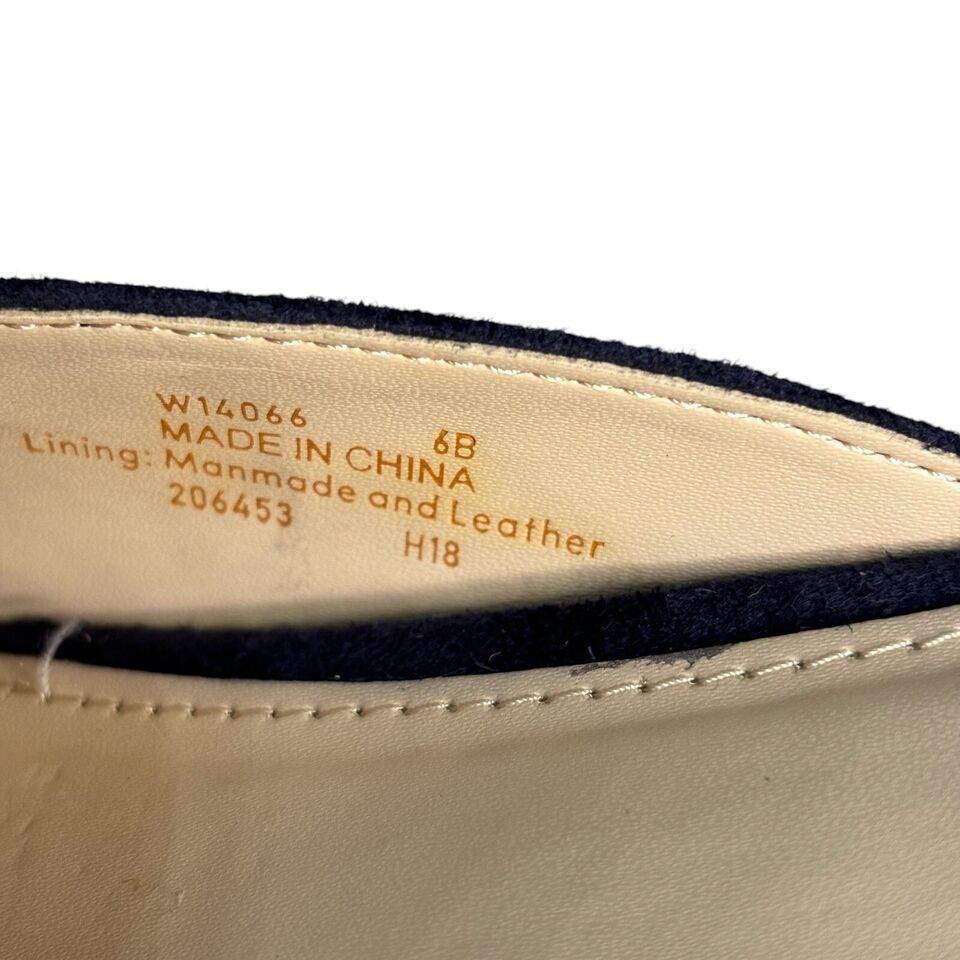 W14066 6B
MADE IN CHINA
Lining: Manmade and Leather
206453 H18